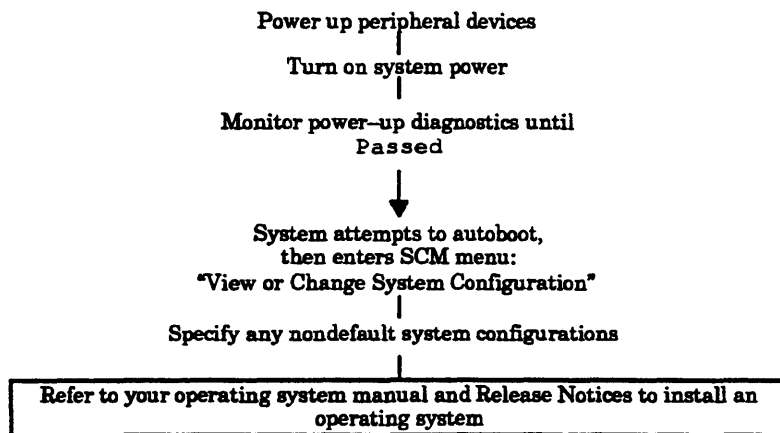 Power up peripheral devices
Turn on system power
Monitor power-up diagnostics until
Passed
System attempts to autoboot,
then enters SCM menu:
"View or Change System Configuration"
Specify any nondefault system configurations
Refer to your operating system manual and Release Notices to install an
operating system